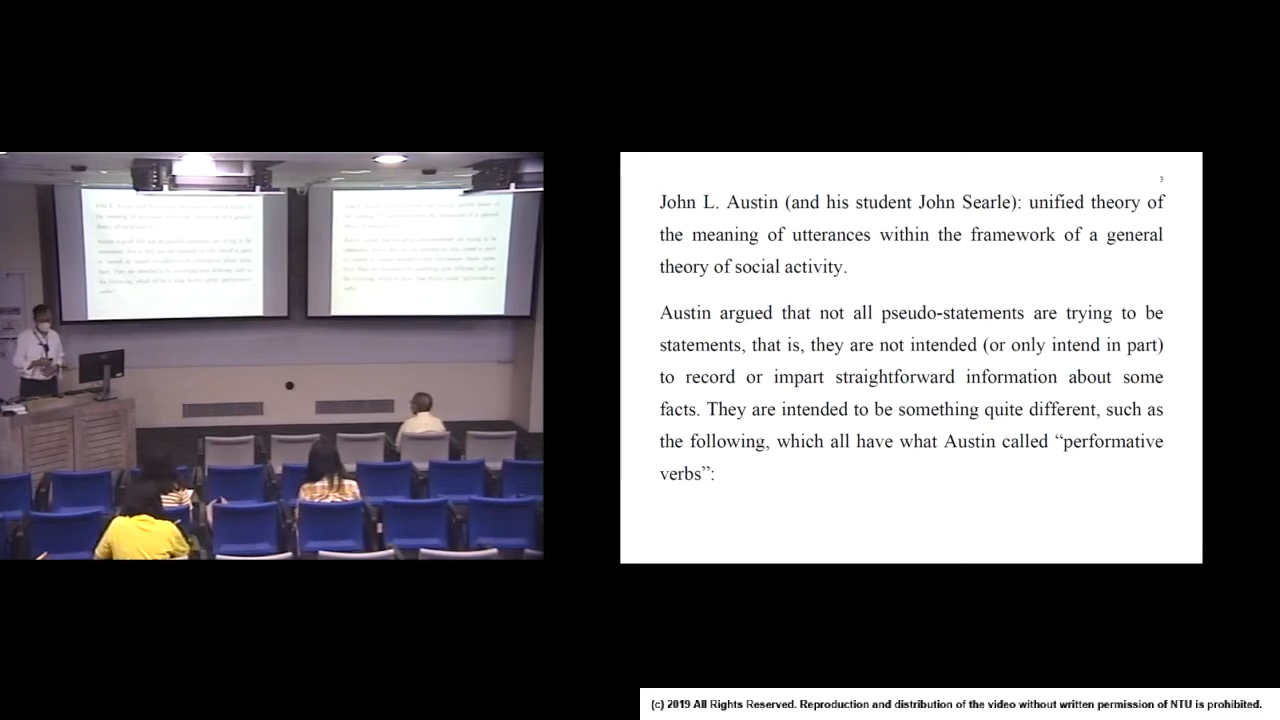 3
John L. Austin (and his student John Searle): unified theory of
the meaning of utterances within the framework of a general
theory of social activity.
Austin argued that not all pseudo-statements are trying to be
statements, that is, they are not intended (or only intend in part)
to record or impart straightforward information about some
facts. They are intended to be something quite different, such as
the following, which all have what Austin called “performative
verbs”:
(c) 2019 All Rights Reserved. Reproduction and distribution of the video without written permission of NTU is prohibited.